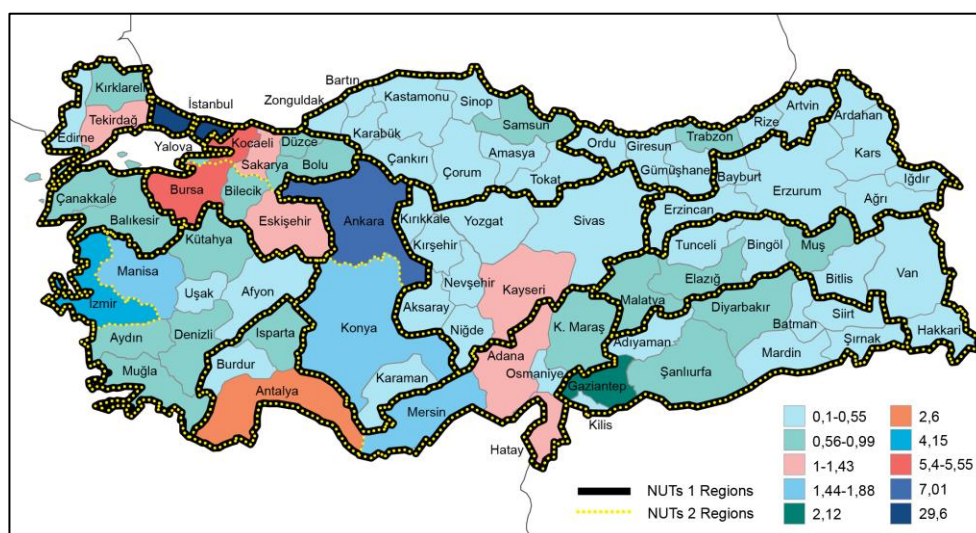 Kırklareli
Tekirdağ
Edirne
İstanbul
Yalova
Kocaeli
Sakarya
Düzce
Bolu
Zonguldak
Bartın
Karabük
Kastamonu
Sinop
Samsun
Çankırı
Çorum
Amasya
Tokat
Ordu
Giresun
Trabzon
Gümüşhane
Rize
Artvin
Ardahan
Kars
Iğdır
Ağrı
Erzurum
Bayburt
Erzincan
Çanakkale
Balıkesir
Bursa
Bilecik
Eskişehir
Ankara
Kırıkkale
Kırşehir
Yozgat
Sivas
Kütahya
Manisa
İzmir
Uşak
Afyon
Aydın
Denizli
Muğla
Isparta
Burdur
Antalya
Konya
Karaman
Mersin
Aksaray
Nevşehir
Niğde
Kayseri
Adana
Osmaniye
K. Maraş
Hatay
Gaziantep
Kilis
Malatya
Elazığ
Tunceli
Bingöl
Muş
Bitlis
Van
Hakkari
Adıyaman
Şanlıurfa
Diyarbakır
Batman
Siirt
Mardin
Şırnak
NUTs 1 Regions
NUTs 2 Regions
0,1-0,55
0,56-0,99
1-1,43
1,44-1,88
2,12
2,6
4,15
5,4-5,55
7,01
29,6